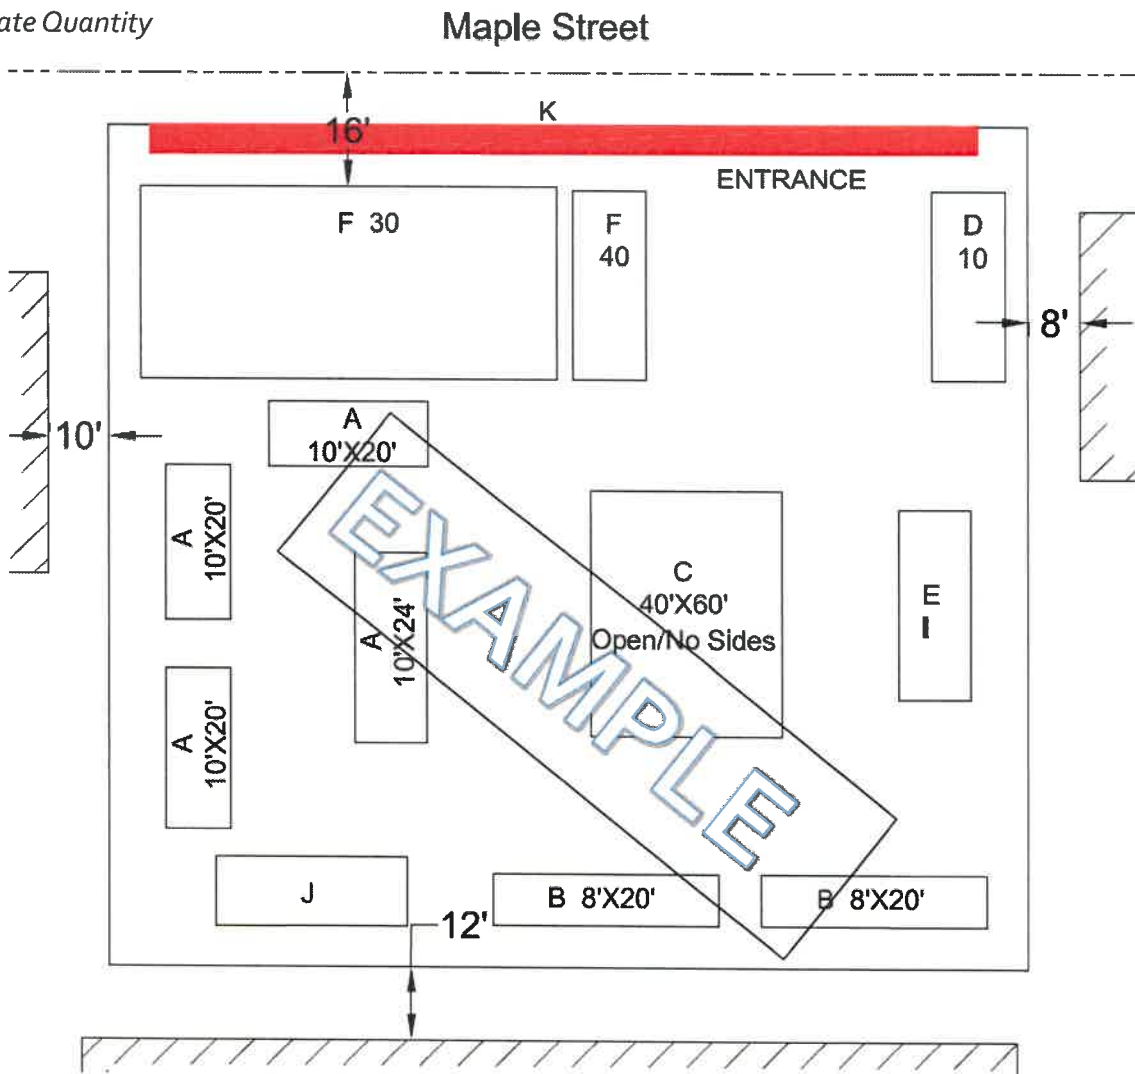 ate Quantity
Maple Street
K
16'
ENTRANCE
F 30
F
40
D
10
8'
10'
A
10'X20'
A
10'X20'
EXAMPLE
A
10'X24'
C
40'X60'
Open/No Sides
E
I
A
10'X20'
J
B 8'X20'
B 8'X20'
12'